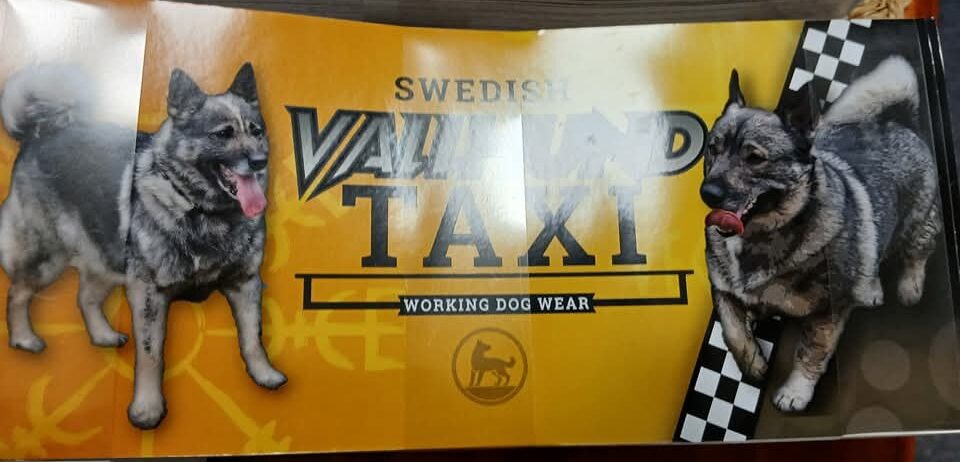 SWEDISH
VALLHUND
TAXI
WORKING DOG WEAR